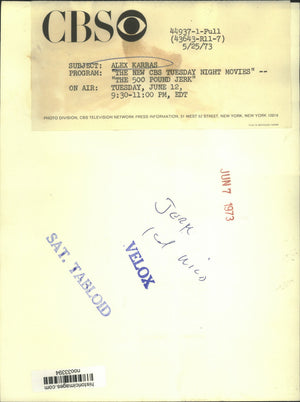 CBS
44937-1-Pull
(43643-R11-7)
5/25/73
SUBJECT: ALEX KARRAS
PROGRAM: "THE NEW CBS TUESDAY NIGHT MOVIES" --
"THE 500 POUND JERK"
ON AIR: TUESDAY, JUNE 12,
9:30-11:00 PM, EDT
PHOTO DIVISION, CBS TELEVISION NETWORK PRESS INFORMATION, 51 WEST 52 STREET, NEW YORK, NEW YORK 10019
JUN 7 1973
JERK
VELOX
SAT. TABLOID
historicimages.com